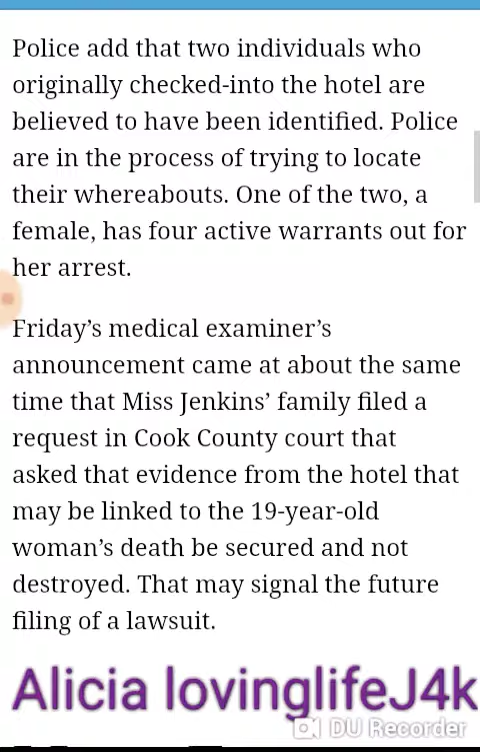 Police add that two individuals who
originally checked-into the hotel are
believed to have been identified. Police
are in the process of trying to locate
their whereabouts. One of the two, a
female, has four active warrants out for
her arrest.
Friday’s medical examiner’s
announcement came at about the same
time that Miss Jenkins’ family filed a
request in Cook County court that
asked that evidence from the hotel that
may be linked to the 19-year-old
woman’s death be secured and not
destroyed. That may signal the future
filing of a lawsuit.
Alicia lovinglifeJ4k
DU Recorder